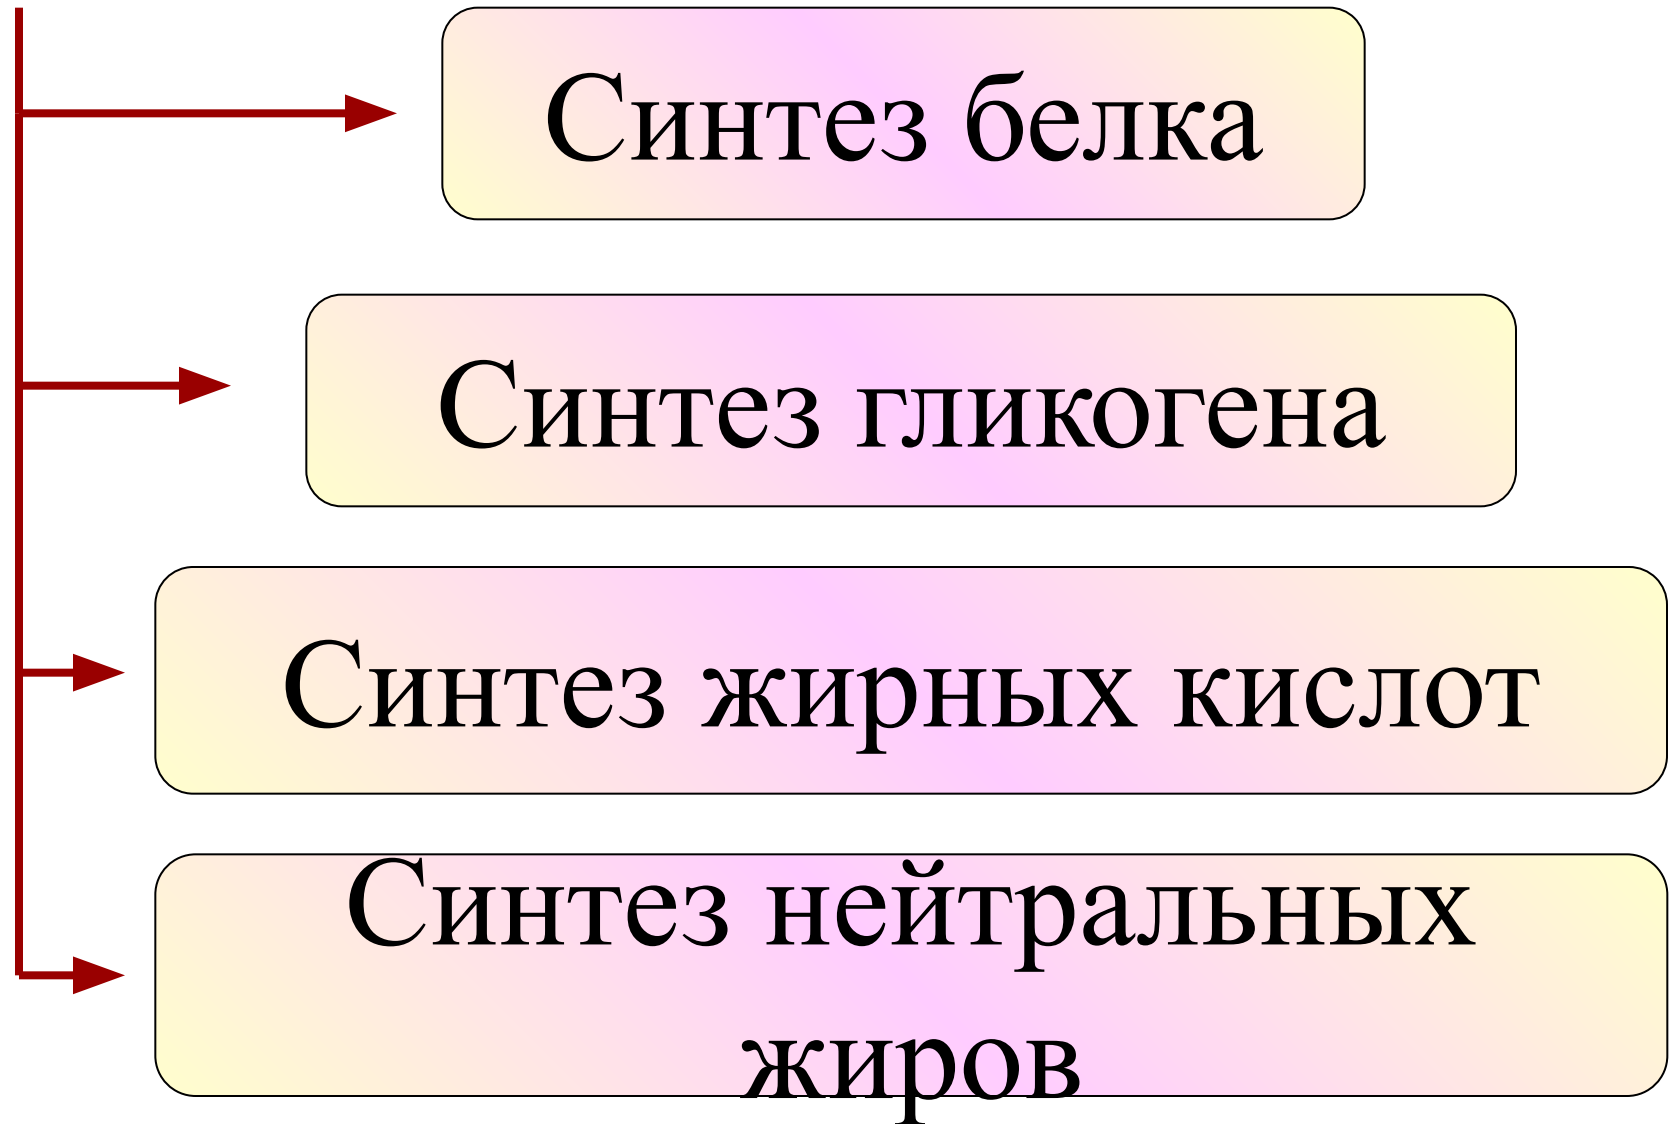 Синтез белка
Синтез гликогена
Синтез жирных кислот
Синтез нейтральных
жиров